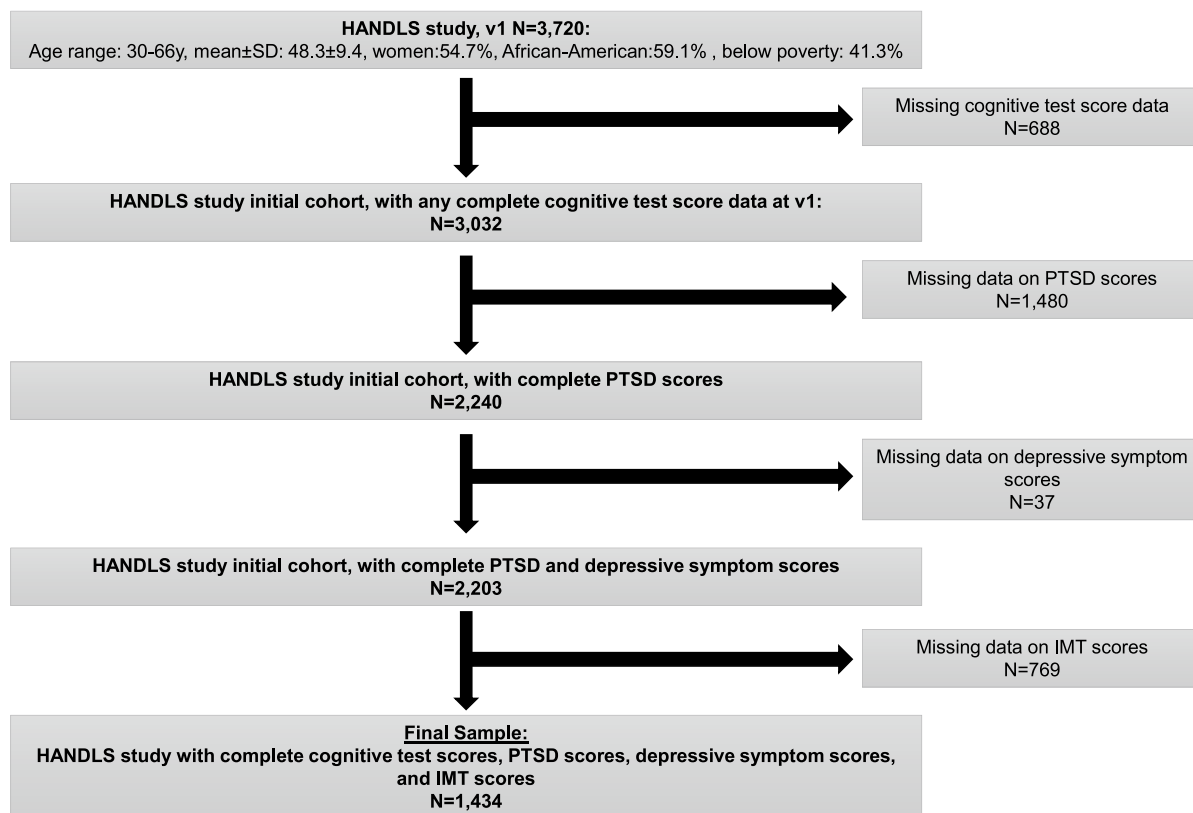 HANDLS study, v1 N=3,720:
Age range: 30-66y, mean±SD: 48.3±9.4, women:54.7%, African-American:59.1% , below poverty: 41.3%
Missing cognitive test score data
N=688
HANDLS study initial cohort, with any complete cognitive test score data at v1:
N=3,032
Missing data on PTSD scores
N=1,480
HANDLS study initial cohort, with complete PTSD scores
N=2,240
Missing data on depressive symptom
scores
N=37
HANDLS study initial cohort, with complete PTSD and depressive symptom scores
N=2,203
Missing data on IMT scores
N=769
Final Sample:
HANDLS study with complete cognitive test scores, PTSD scores, depressive symptom scores,
and IMT scores
N=1,434